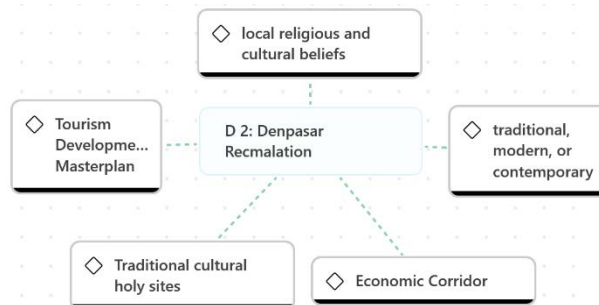 local religious and
cultural beliefs
Tourism
Developme...
Masterplan
D 2: Denpasar
Recmalation
traditional,
modern, or
contemporary
Traditional cultural
holy sites
Economic Corridor